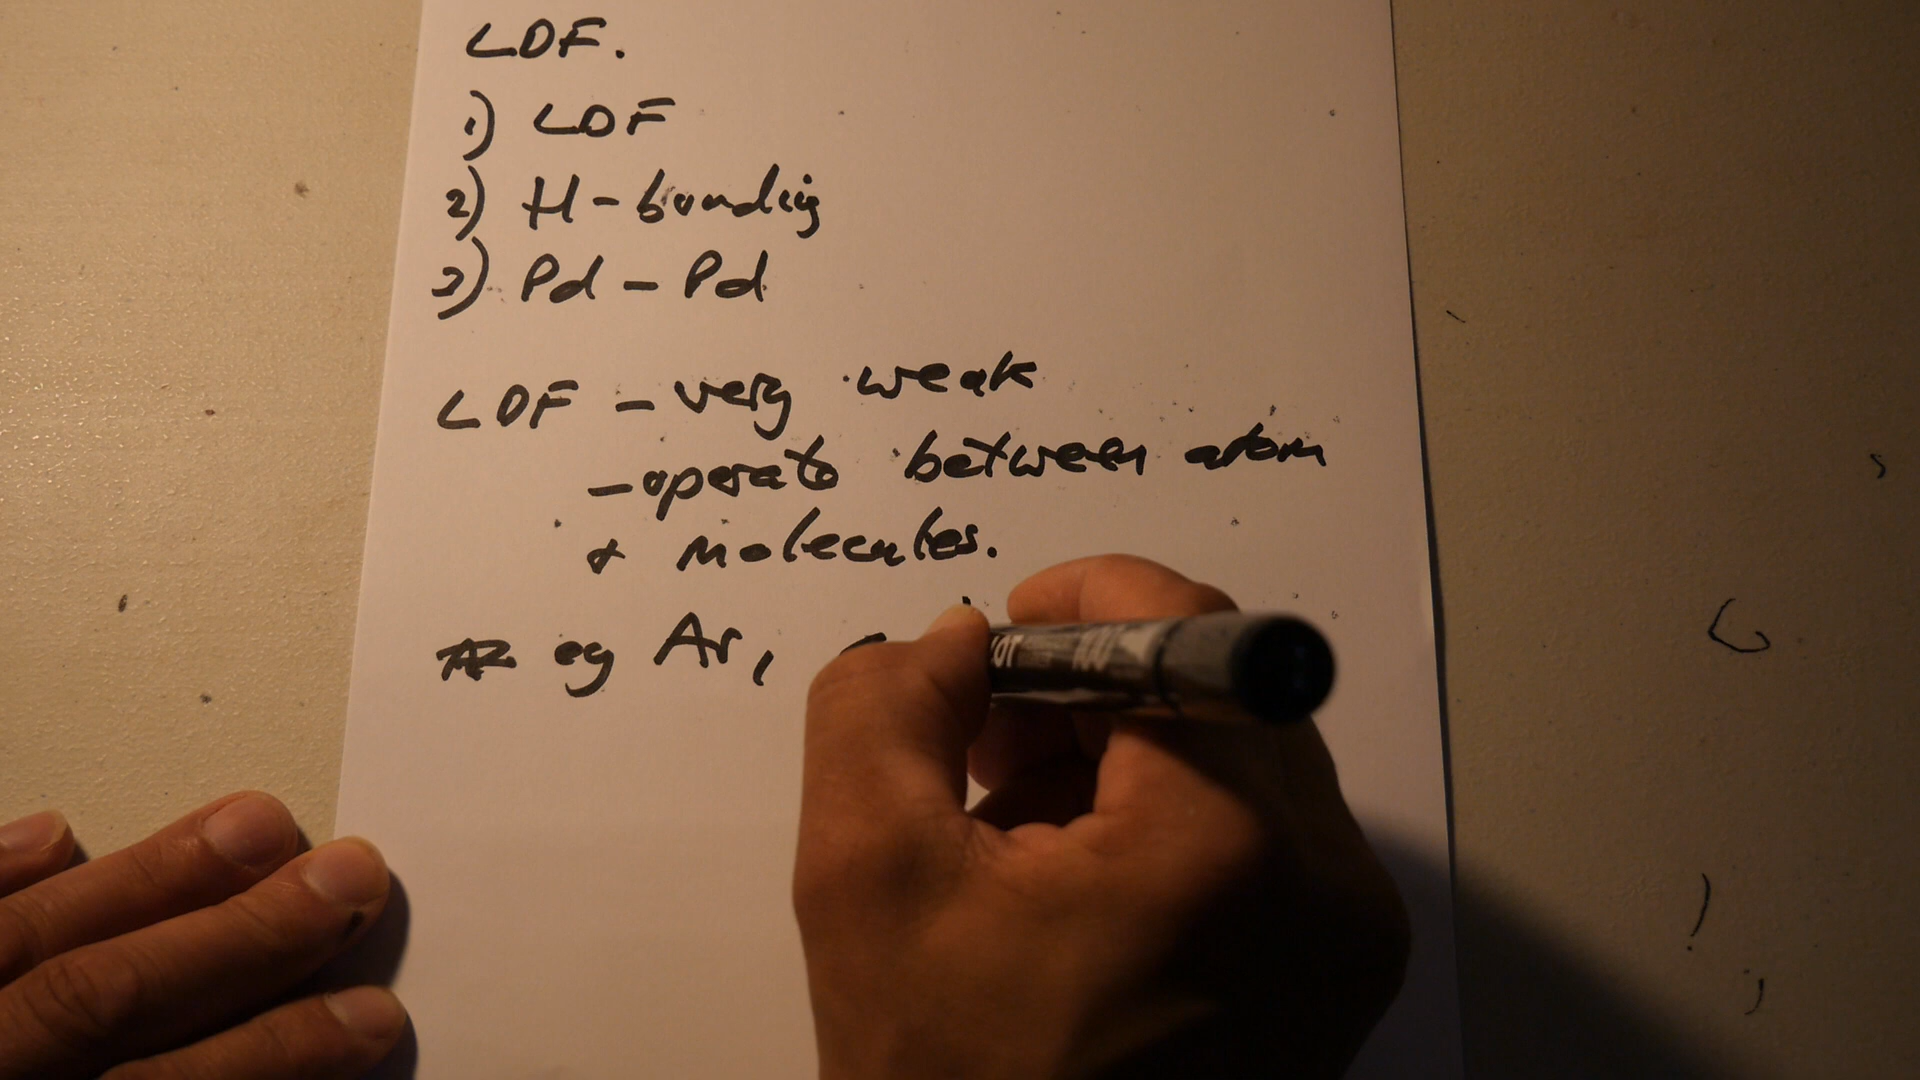 LDF.
1) LDF
2) H-bonding
3) Pd - Pd
LDF - very weak
- operate between atom
+ molecules.
eg Ar,